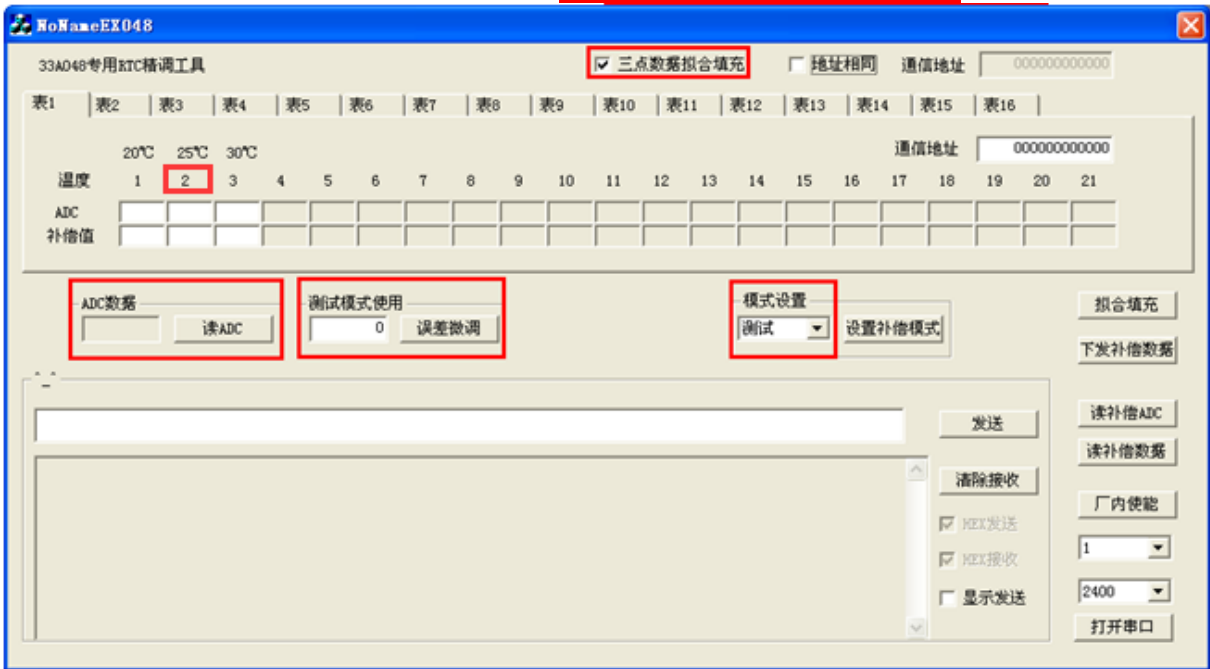 NoNameEX048
33A048专用RTC精调工具
三点数据拟合填充
地址相同
通信地址
000000000000
表1 表2 表3 表4 表5 表6 表7 表8 表9 表10 表11 表12 表13 表14 表15 表16
通信地址 000000000000
20℃ 25℃ 30℃
温度 1 2 3 4 5 6 7 8 9 10 11 12 13 14 15 16 17 18 19 20 21
ADC
补偿值
ADC数据
读ADC
测试模式使用
0
误差微调
模式设置
测试
设置补偿模式
拟合填充
下发补偿数据
^_^
发送
清除接收
HEX发送
HEX接收
显示发送
读补偿ADC
读补偿数据
厂内使能
1
2400
打开串口